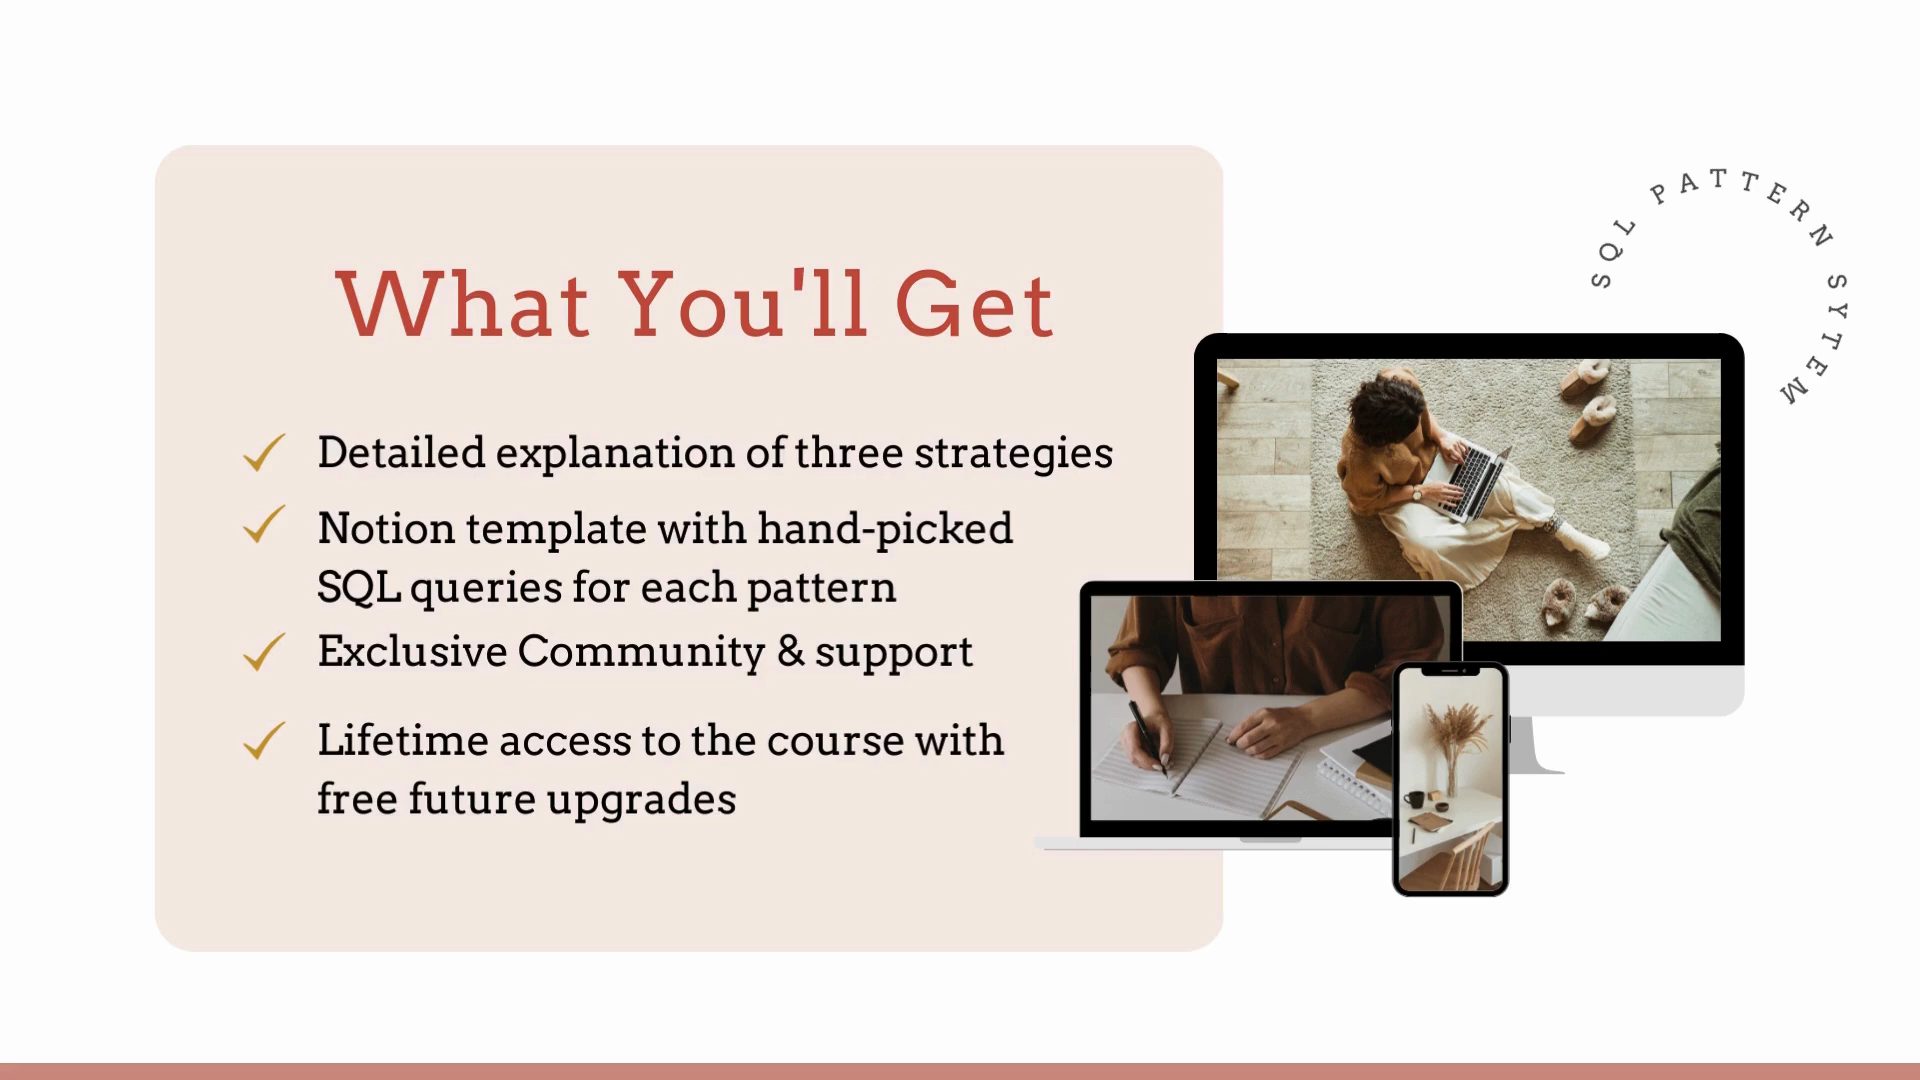 What You'll Get
Detailed explanation of three strategies
Notion template with hand-picked
SQL queries for each pattern
Exclusive Community & support
Lifetime access to the course with
free future upgrades
SQL PATTERN SYTEM